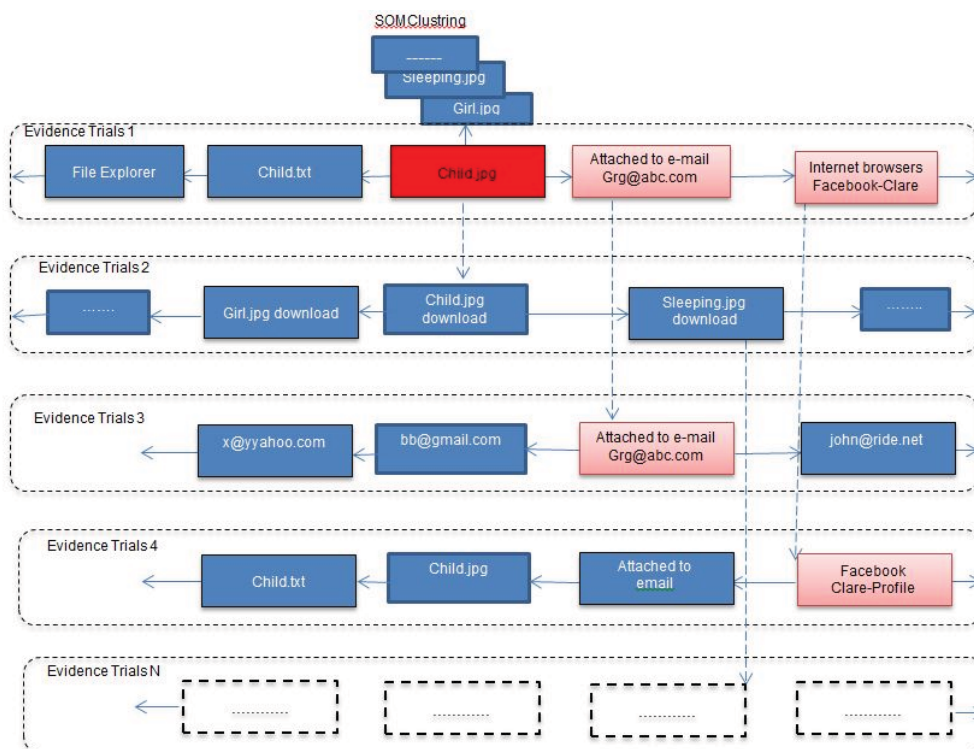 SOMClustring
--------
Sleeping.jpg
Girl.jpg
Evidence Trials 1
File Explorer
Child.txt
Child.jpg
Attached to e-mail
Grg@abc.com
Internet browsers
Facebook-Clare
Evidence Trials 2
.......
Girl.jpg download
Child.jpg
download
Sleeping.jpg
download
........
Evidence Trials 3
x@yyahoo.com
bb@gmail.com
Attached to e-mail
Grg@abc.com
john@ride.net
Evidence Trials 4
Child.txt
Child.jpg
Attached to
email
Facebook
Clare-Profile
Evidence Trials N
............
............
............
............